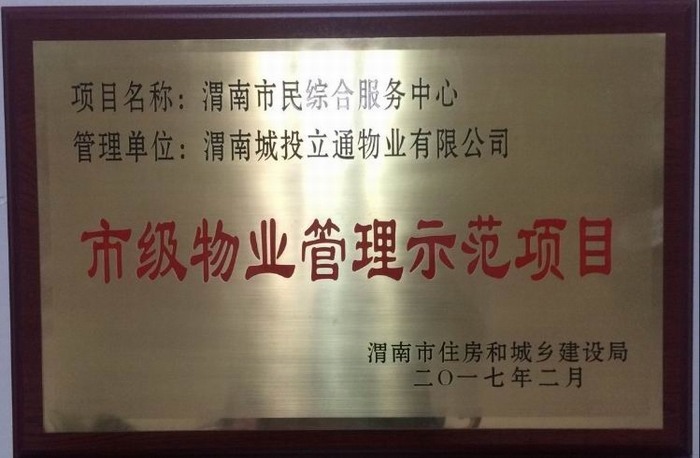 项目名称：渭南市民综合服务中心
管理单位：渭南城投立通物业有限公司
市级物业管理示范项目
渭南市住房和城乡建设局
二〇一七年二月